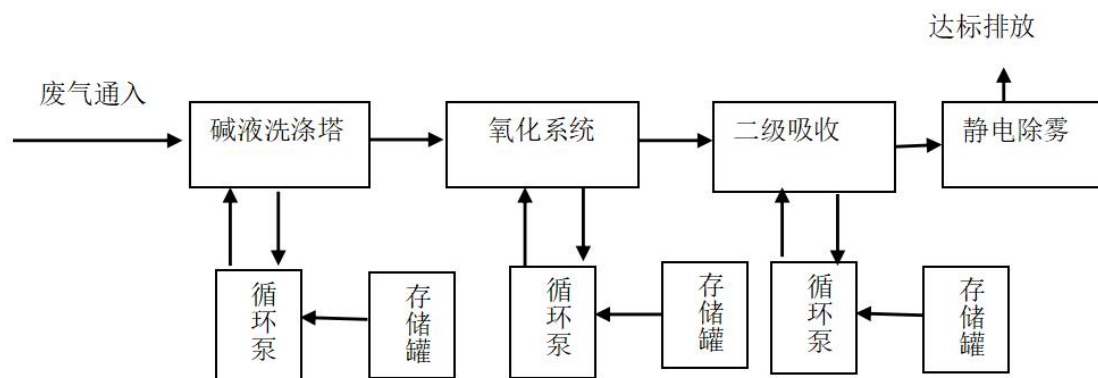 达标排放
废气通入
碱液洗涤塔
氧化系统
二级吸收
静电除雾
循环泵
存储罐
循环泵
存储罐
循环泵
存储罐